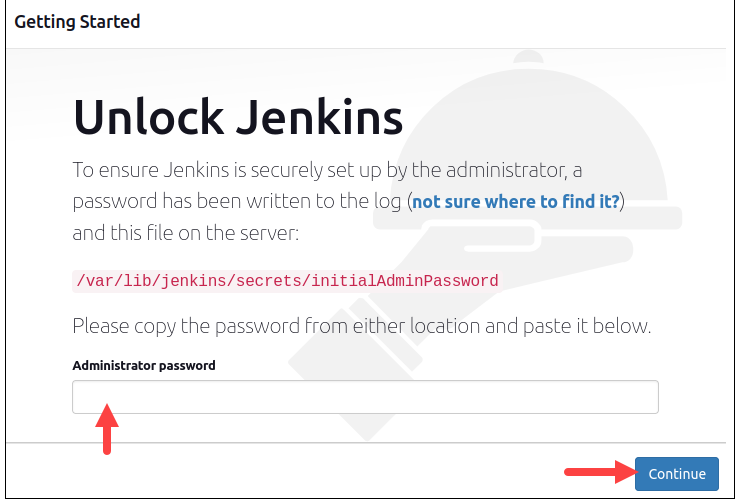 Getting Started
Unlock Jenkins
To ensure Jenkins is securely set up by the administrator, a
password has been written to the log (not sure where to find it?)
and this file on the server:
/var/lib/jenkins/secrets/initialAdminPassword
Please copy the password from either location and paste it below.
Administrator password
Continue